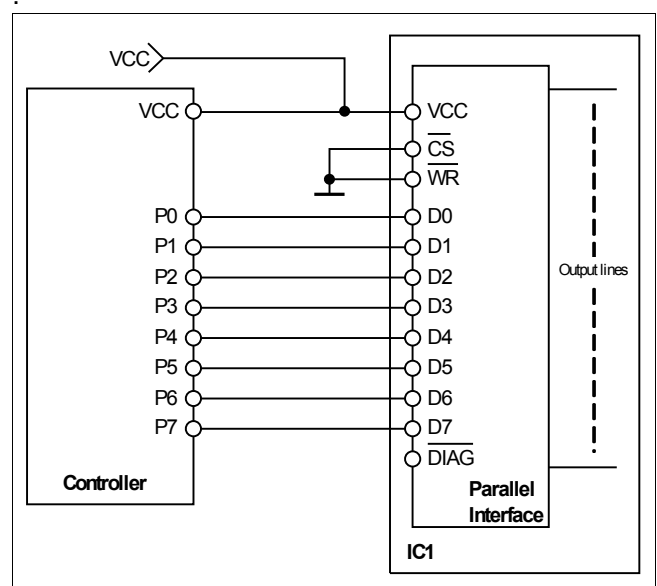 VCC
VCC
VCC
CS
WR
P0
D0
P1
D1
P2
D2
Output lines
P3
D3
P4
D4
P5
D5
P6
D6
P7
D7
DIAG
Controller
Parallel
Interface
IC1